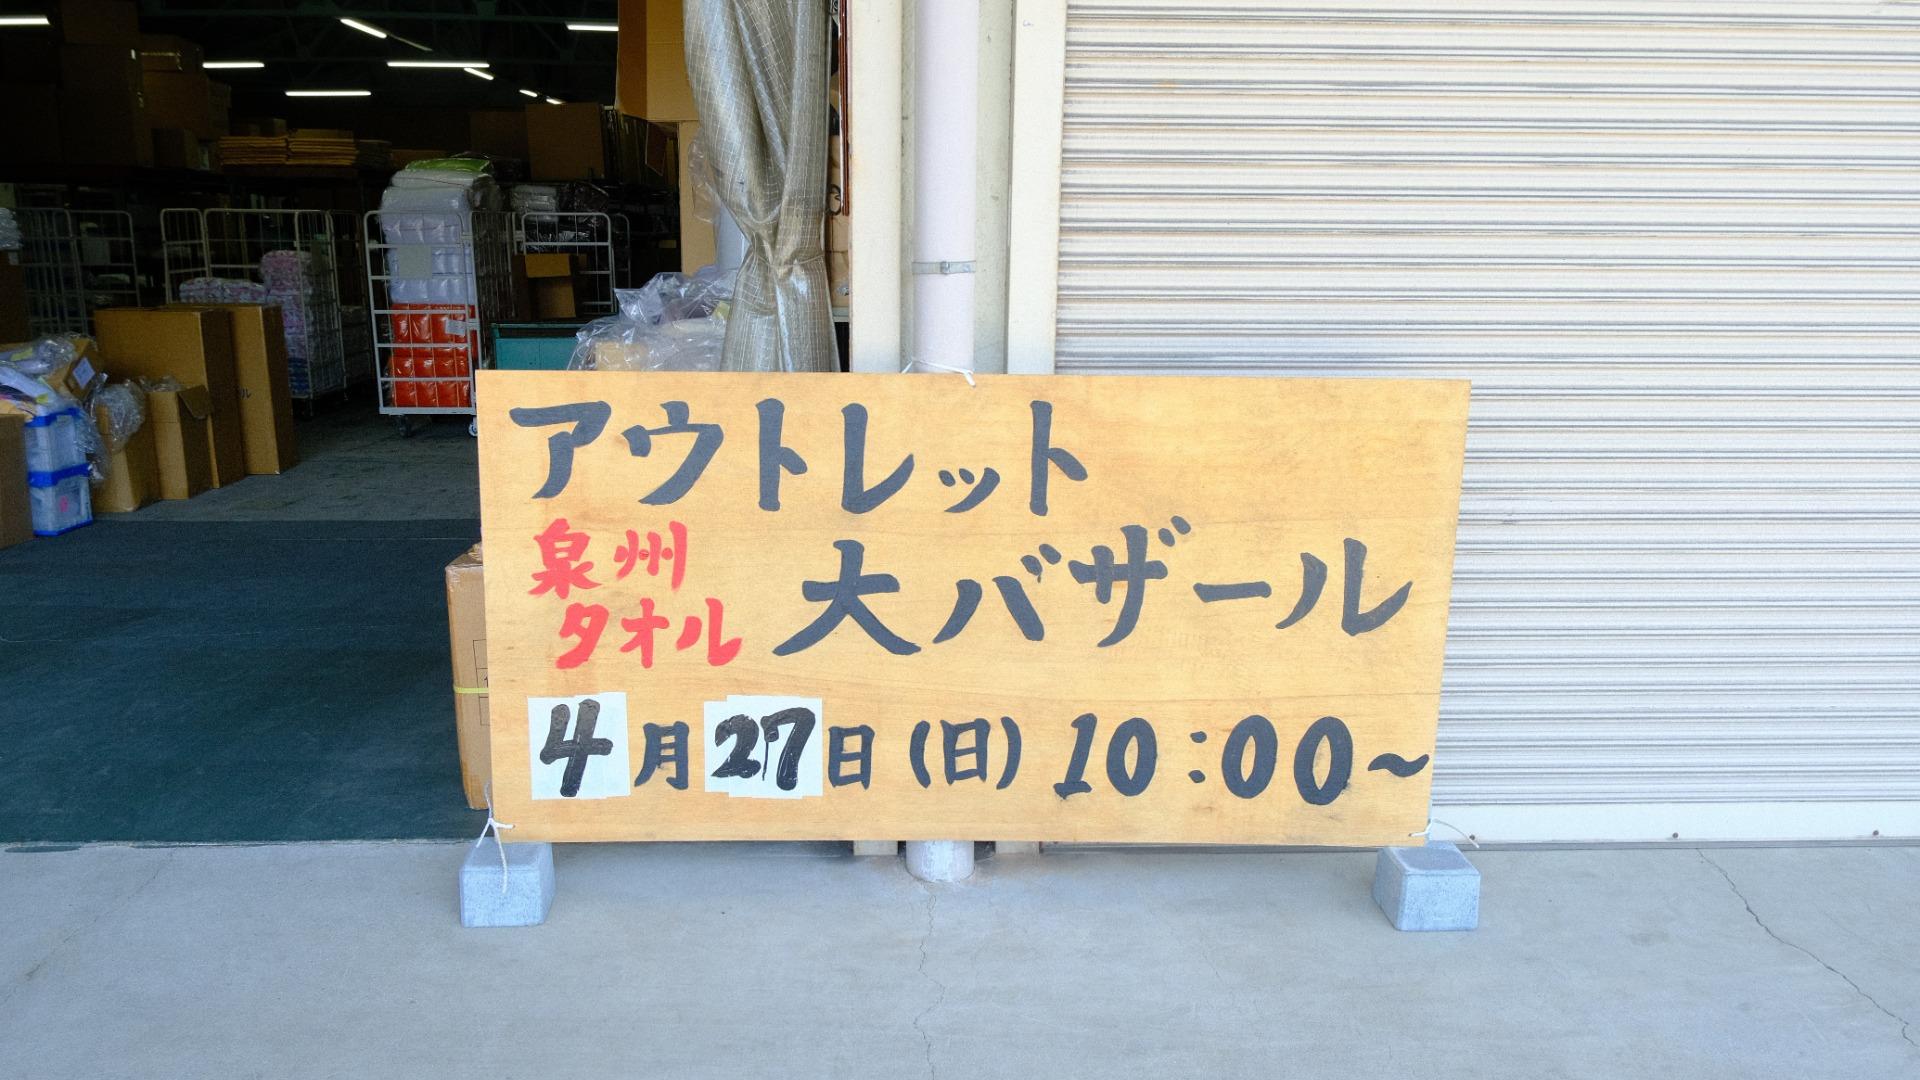 アウトレット
泉州
タオル
大バザール
4月27日(日)10:00~